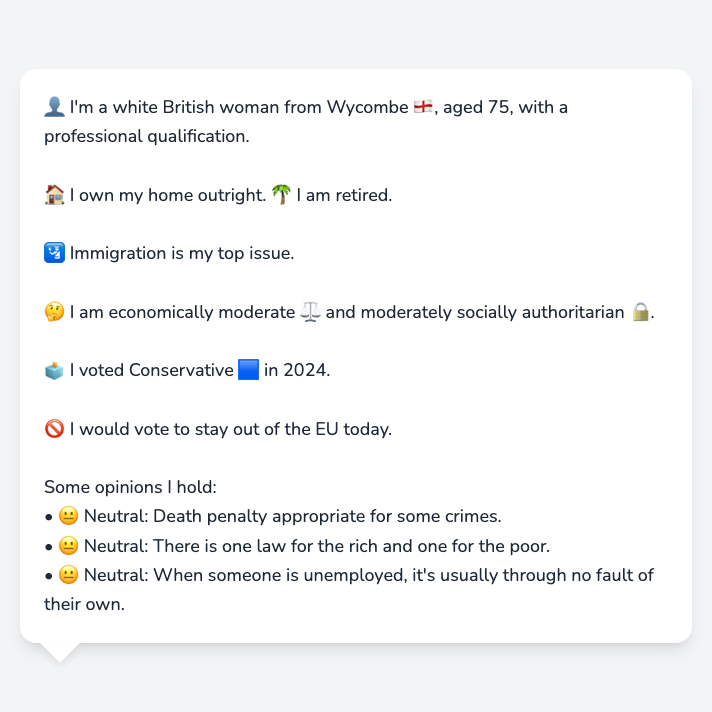 👤 I'm a white British woman from Wycombe 🏴󠁧󠁢󠁥󠁮󠁧󠁿, aged 75, with a
professional qualification.
🏠 I own my home outright. 🌴 I am retired.
🛂 Immigration is my top issue.
🤔 I am economically moderate ⚖️ and moderately socially authoritarian 🔒.
🗳️ I voted Conservative 🟦 in 2024.
🚫 I would vote to stay out of the EU today.
Some opinions I hold:
• 😐 Neutral: Death penalty appropriate for some crimes.
• 😐 Neutral: There is one law for the rich and one for the poor.
• 😐 Neutral: When someone is unemployed, it's usually through no fault of
their own.